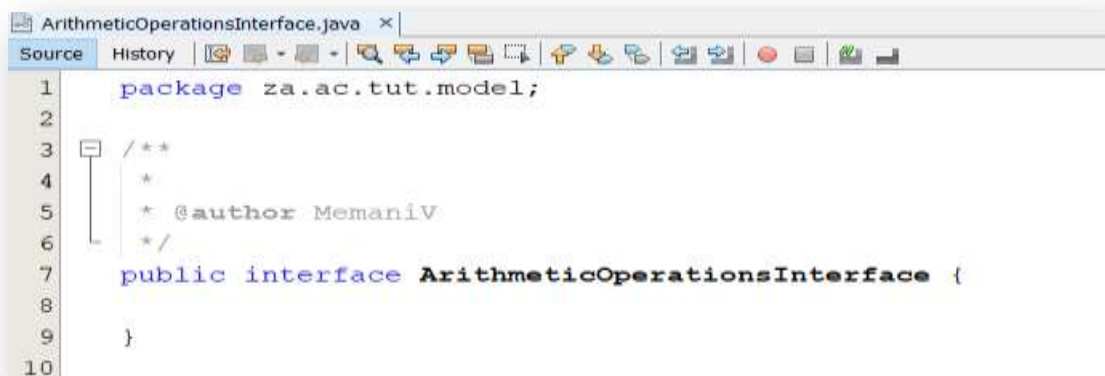 ArithmeticOperationsInterface.java
Source History
1 package za.ac.tut.model;
2
3 /**
4 *
5 * @author MemaniV
6 */
7 public interface ArithmeticOperationsInterface {
8
9 }
10